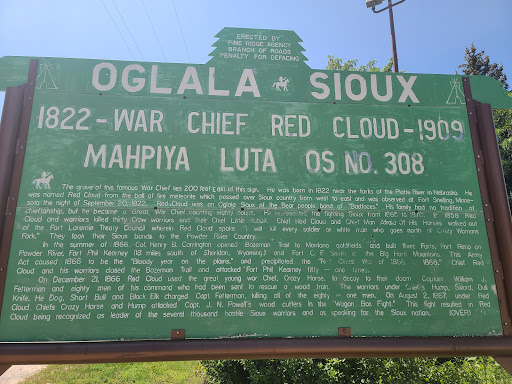 ERECTED BY
PINE RIDGE AGENCY
BRANCH OF ROADS
PENALTY FOR DEFACING
OGLALA SIOUX
1822-WAR CHIEF RED CLOUD-1909
MAHPIYA LUTA OS NO. 308
The grave of this famous War Chief lies 200 feet of this sign. He was born in 1822 near the forks of the Platte River in Nebraska. He
was named Red Cloud from the ball of fire meteorite which passed over Sioux country from west to east and was observed at Fort Snelling, Minne-
sota the night of September 20, 1822. Red Cloud was an Oglala Sioux of the Bear people band of "Badfaces". His family had no tradition of
chieftainship, but he became a Great War Chief counting eighty coups. He represented the fighting Sioux from 1865 to In 1858 Red
Cloud and warriors killed thirty Crow warriors and their Chief Little Rabbit. Chief Red Cloud and Chief Man Afraid of His Horses striked out
of the Fort Laramie Treaty Council wherein Red Cloud spoke: "I will kill every soldier or white man who goes north of Crazy Woman
Fork." They took their Sioux bands to the Powder River Country.
In the summer of 1866 Col. Henry B. Carrington opened Bozeman Trail to Montana goldfields and built three Forts, Fort Reno on
Powder River, Fort Phil Kearney (18 miles south of Sheridan, Wyoming) and Fort C. F. Smith in the Big Horn Mountains. This Army
Act caused 1866 to be the "Bloody year on the plains" and precipitated the of 1866 1868." Chief Red
Cloud and his warriors closed the Bozeman Trail and attacked Fort Phil Kearney fifty - one times.
On December 21, 1866 Red Cloud used the great young war Chief, Crazy Horse, to decoy to their doom Captain William J.
Fetterman and eighty men of his command who had been sent to rescue a wood train. The warriors under Chiefs Hump, Sword, Dull
Knife, He Dog, Short Bull and Black Elk charged Capt. Fetterman, killing all of the eighty - one men. On August 2, 1867, under Red
Cloud, Chiefs Crazy Horse and Hump attacked Capt. J. N. Powell's wood cutters in the "Wagon Box Fight." This fight resulted in Red
Cloud being recognized as leader of the several thousand hostile Sioux warriors and as speaking for the Sioux nation. (OVER)